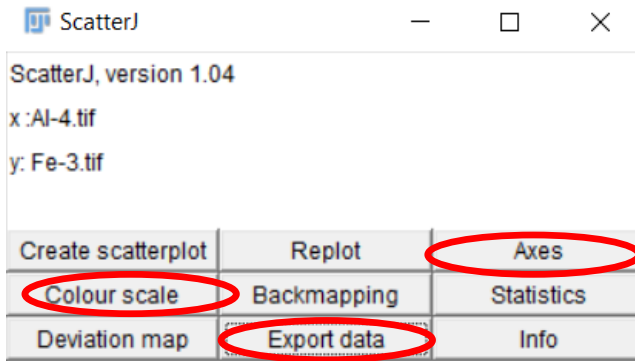 ScatterJ
ScatterJ, version 1.04
x :Al-4.tif
y: Fe-3.tif
Create scatterplot Replot Axes
Colour scale Backmapping Statistics
Deviation map Export data Info